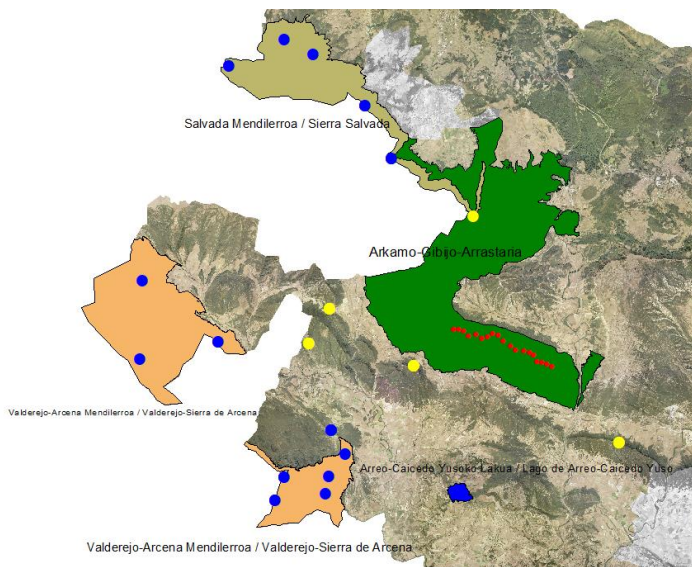 Salvada Mendilerroa / Sierra Salvada
Arkamo-Gibijo-Arrastaria
Valderejo-Arcena Mendilerroa / Valderejo-Sierra de Arcena
Arreo-Caicedo Yusoko Lakua / Lago de Arreo-Caicedo Yuso
Valderejo-Arcena Mendilerroa / Valderejo-Sierra de Arcena